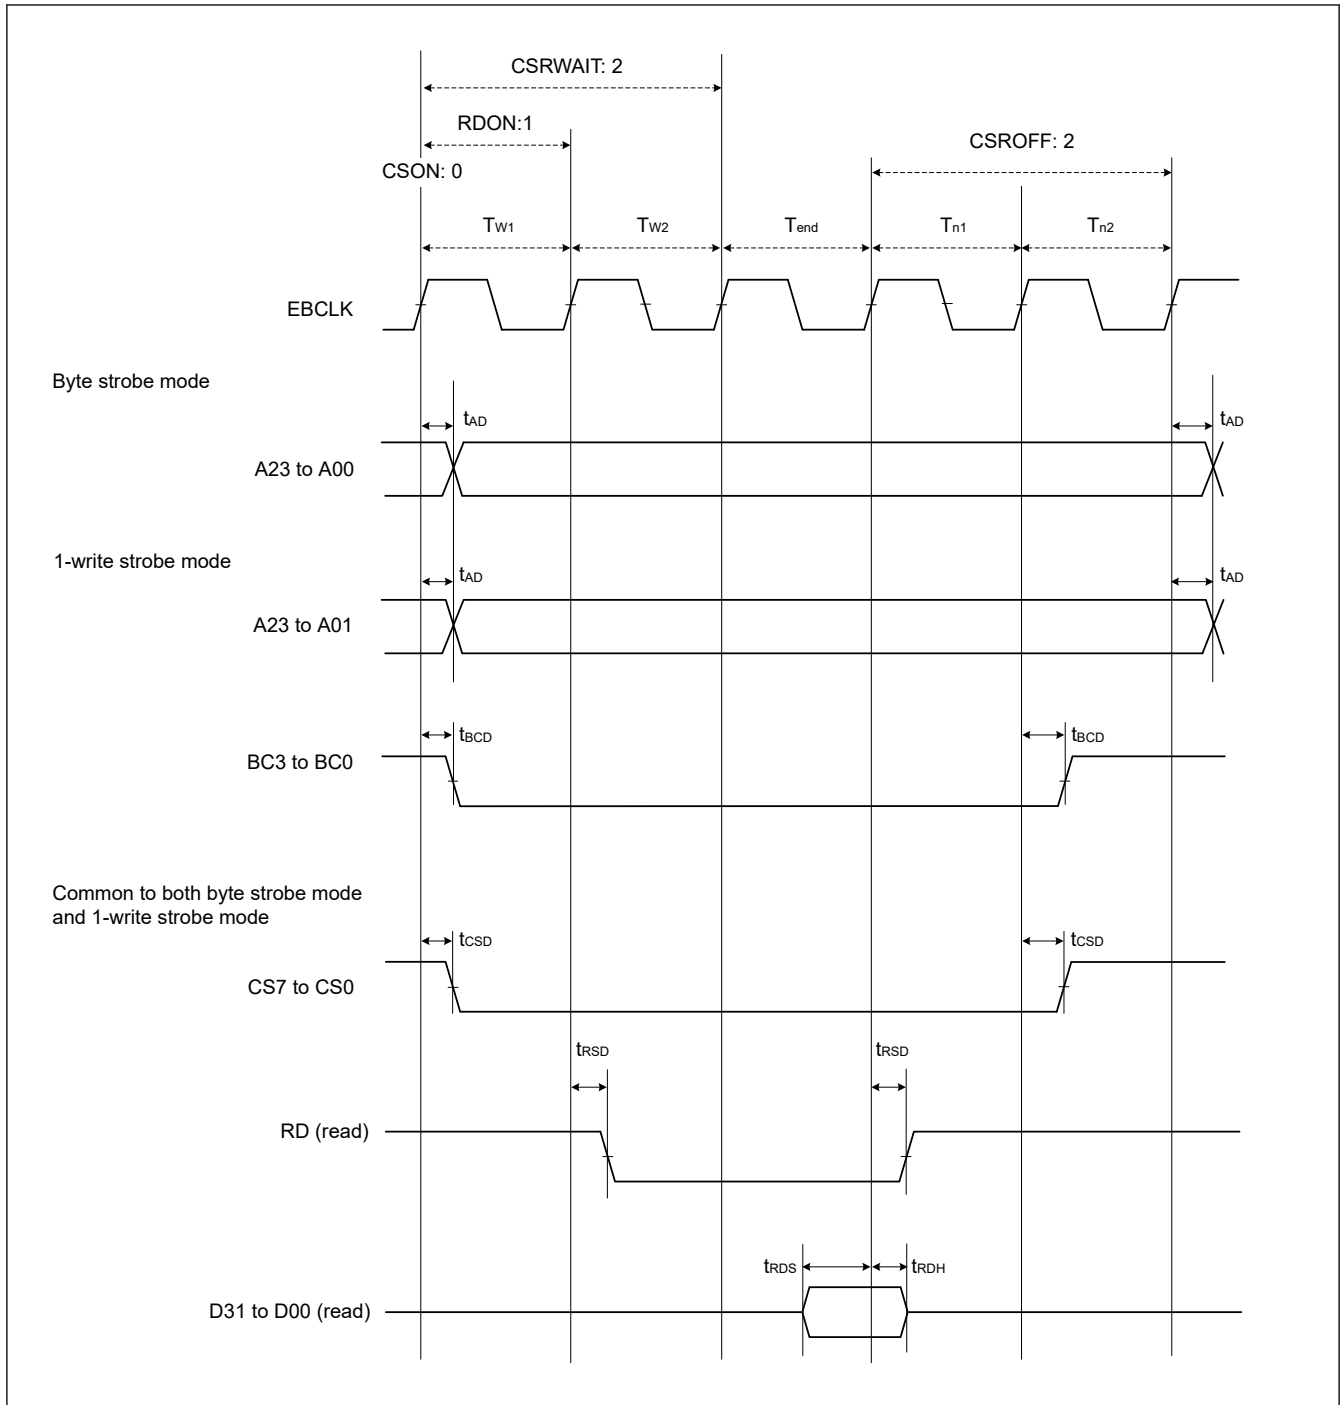 CSRWAIT: 2
RDON:1
CSROFF: 2
CSON: 0
TW1
TW2
Tend
Tn1
Tn2
EBCLK
Byte strobe mode
tAD
tAD
A23 to A00
1-write strobe mode
tAD
tAD
A23 to A01
tBCD
tBCD
BC3 to BC0
Common to both byte strobe mode
and 1-write strobe mode
tCSD
tCSD
CS7 to CS0
tRSD
tRSD
RD (read)
tRDS
tRDH
D31 to D00 (read)